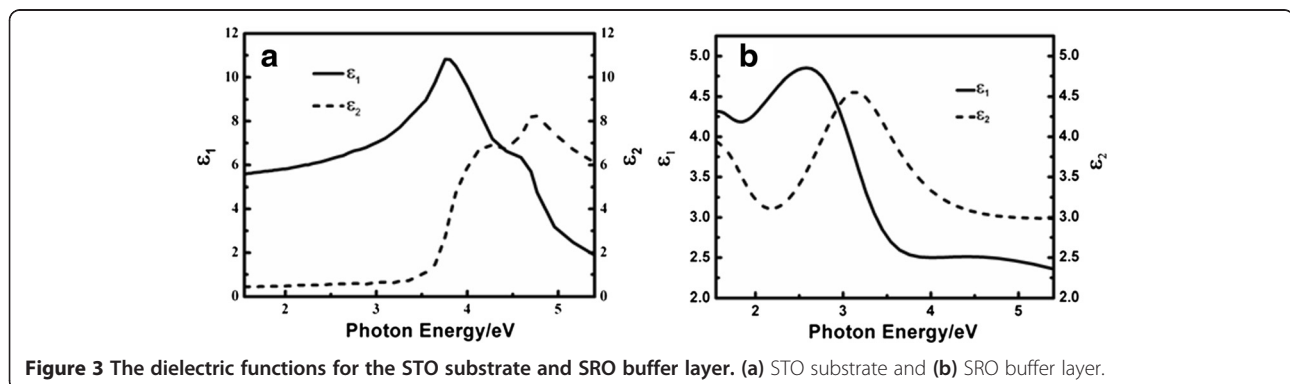 a
ε1
ε2
12
10
8
6
4
2
0
ε1
2
3
4
5
Photon Energy/eV
12
10
8
6
4
2
0
ε2
b
ε1
ε2
5.0
4.5
4.0
3.5
3.0
2.5
2.0
ε1
2
3
4
5
Photon Energy/eV
5.0
4.5
4.0
3.5
3.0
2.5
2.0
ε2
Figure 3 The dielectric functions for the STO substrate and SRO buffer layer. (a) STO substrate and (b) SRO buffer layer.